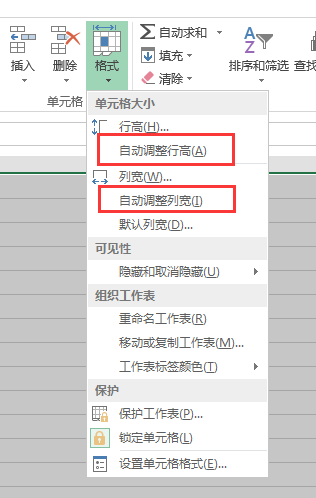 自动求和
填充
清除
插入 删除 格式 排序和筛选 查找
单元格
单元格大小
行高(H)...
自动调整行高(A)
列宽(W)...
自动调整列宽(I)
默认列宽(D)...
可见性
隐藏和取消隐藏(U)
组织工作表
重命名工作表(R)
移动或复制工作表(M)...
工作表标签颜色(T)
保护
保护工作表(P)...
锁定单元格(L)
设置单元格格式(E)...